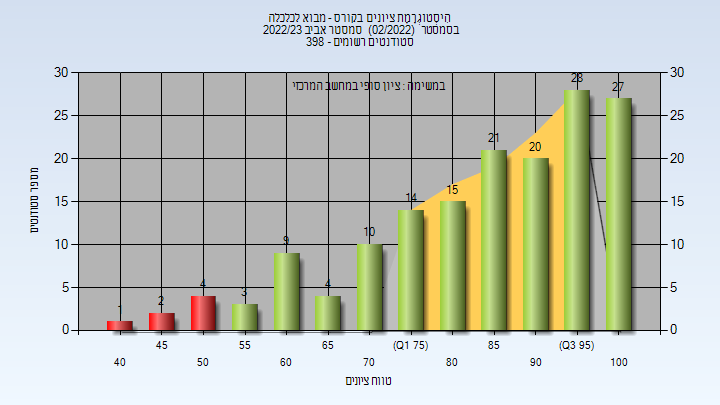 היסטוגרמת ציונים בקורס - מבוא לכלכלה
בסמסטר (02/2022) סמסטר אביב 2022/23
סטודנטים רשומים - 398
במשימה : ציון סופי במחשב המרכזי
מספר סטודנטים
30 25 20 15 10 5 0
1 2 4 3 9 4 10 14 15 21 20 28 27
30 25 20 15 10 5 0
40 45 50 55 60 65 70 (Q1 75) 80 85 90 (Q3 95) 100
טווח ציונים